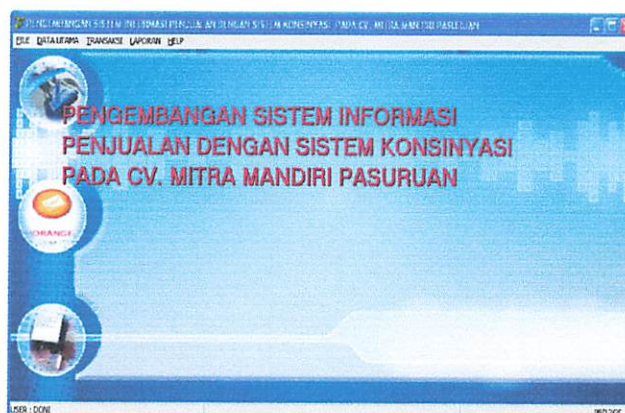 PENGEMBANGAN SISTEM INFORMASI PENJUALAN DENGAN SISTEM KONSINYASI PADA CV. MITRA MANDIRI PASURUAN
FILE DATA UTAMA TRANSAKSI LAPORAN HELP
PENGEMBANGAN SISTEM INFORMASI
PENJUALAN DENGAN SISTEM KONSINYASI
PADA CV. MITRA MANDIRI PASURUAN
ORANGE
USER : DONI